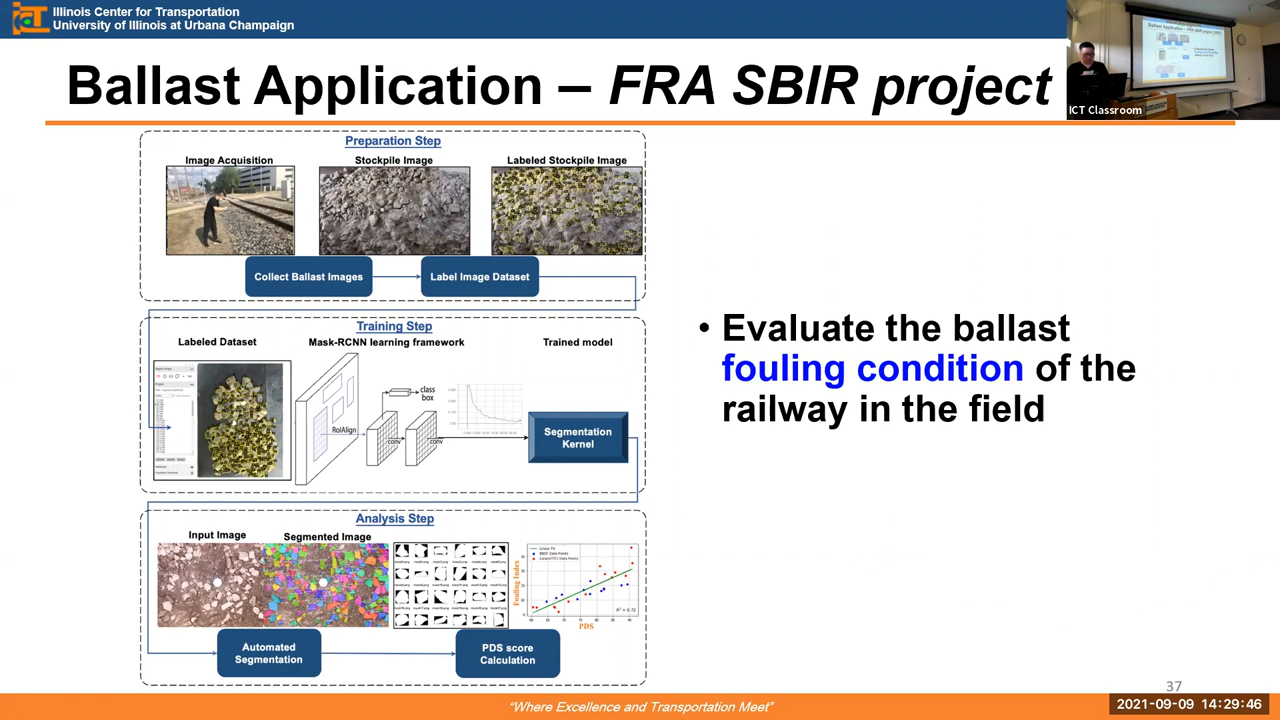 Illinois Center for Transportation
University of Illinois at Urbana Champaign
Ballast Application – FRA SBIR project
ICT Classroom
Preparation Step
Image Acquisition
Stockpile Image
Labeled Stockpile Image
Collect Ballast Images
Label Image Dataset
Training Step
Labeled Dataset
Mask-RCNN learning framework
Trained model
RoIAlign
class
box
conv
conv
Segmentation
Kernel
Analysis Step
Input Image
Segmented Image
Fouling Index
PDS
R² = 0.72
Automated
Segmentation
PDS score
Calculation
• Evaluate the ballast
fouling condition of the
railway in the field
37
“Where Excellence and Transportation Meet”
2021-09-09 14:29:46